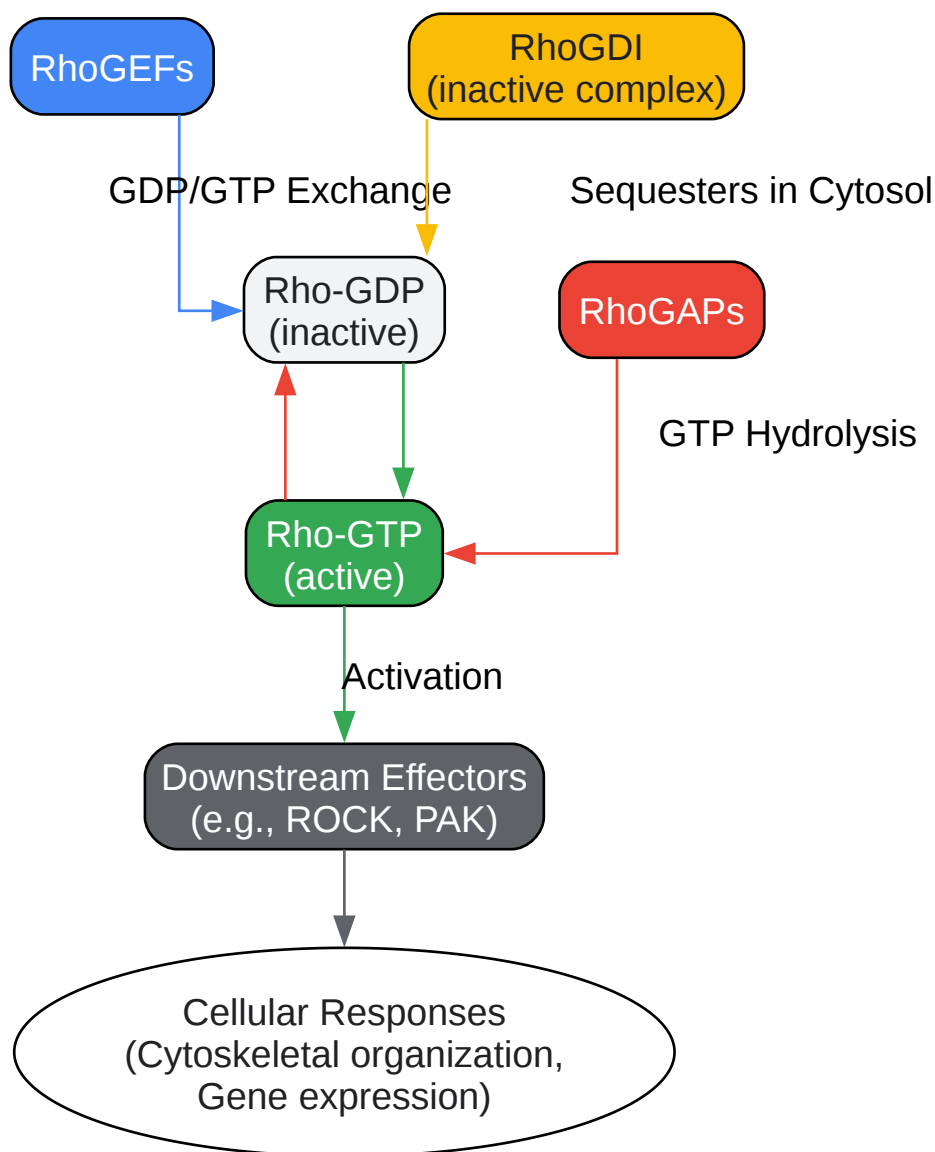 RhoGEFs
RhoGDI
(inactive complex)
GDP/GTP Exchange
Sequesters in Cytosol
Rho-GDP
(inactive)
RhoGAPs
GTP Hydrolysis
Rho-GTP
(active)
Activation
Downstream Effectors
(e.g., ROCK, PAK)
Cellular Responses
(Cytoskeletal organization,
Gene expression)